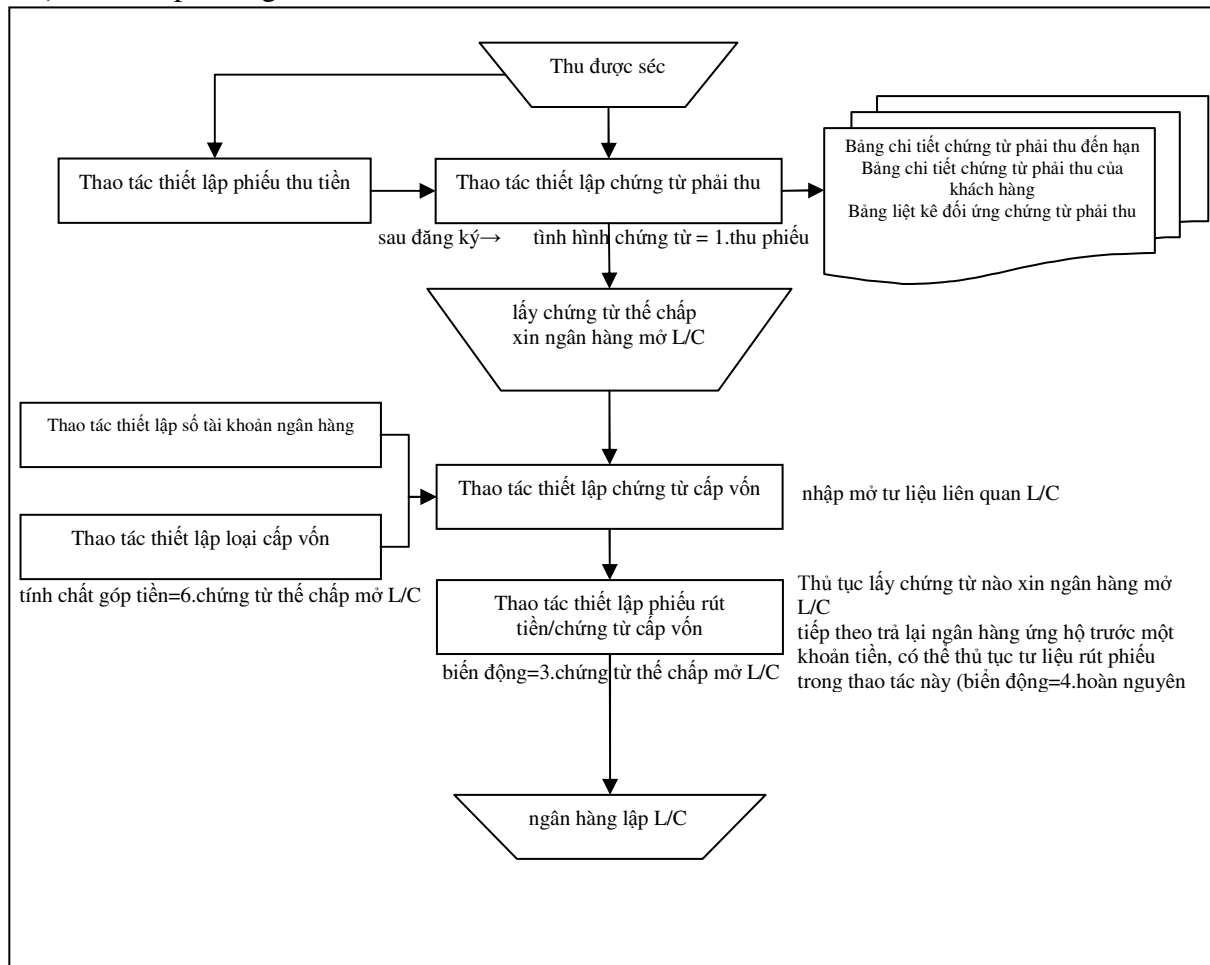 Thu được séc
Thao tác thiết lập phiếu thu tiền
Thao tác thiết lập chứng từ phải thu
Bảng chi tiết chứng từ phải thu đến hạn
Bảng chi tiết chứng từ phải thu của
khách hàng
Bảng liệt kê đối ứng chứng từ phải thu
sau đăng ký→ tình hình chứng từ = 1.thu phiếu
lấy chứng từ thế chấp
xin ngân hàng mở L/C
Thao tác thiết lập số tài khoản ngân hàng
Thao tác thiết lập chứng từ cấp vốn
nhập mở tư liệu liên quan L/C
Thao tác thiết lập loại cấp vốn
tính chất góp tiền=6.chứng từ thế chấp mở L/C
Thao tác thiết lập phiếu rút
tiền/chứng từ cấp vốn
biến động=3.chứng từ thế chấp mở L/C
Thủ tục lấy chứng từ nào xin ngân hàng mở
L/C
tiếp theo trả lại ngân hàng ứng hộ trước một
khoản tiền, có thể thủ tục tư liệu rút phiếu
trong thao tác này (biển động=4.hoàn nguyên
ngân hàng lập L/C